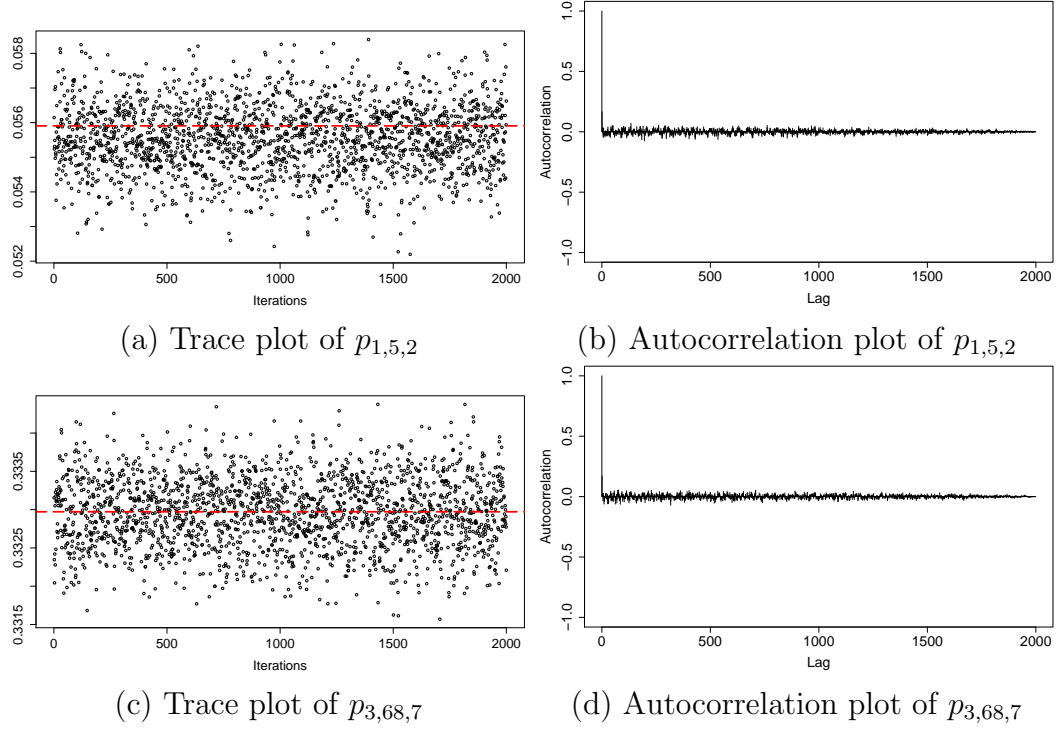 0.058
0.056
0.054
0.052
0 500 1000 1500 2000
Iterations
1.0
0.5
0.0
−0.5
−1.0
Autocorrelation
0 500 1000 1500 2000
Lag
(a) Trace plot of p1,5,2
(b) Autocorrelation plot of p1,5,2
0.3335
0.3325
0.3315
0 500 1000 1500 2000
Iterations
1.0
0.5
0.0
−0.5
−1.0
Autocorrelation
0 500 1000 1500 2000
Lag
(c) Trace plot of p3,68,7
(d) Autocorrelation plot of p3,68,7